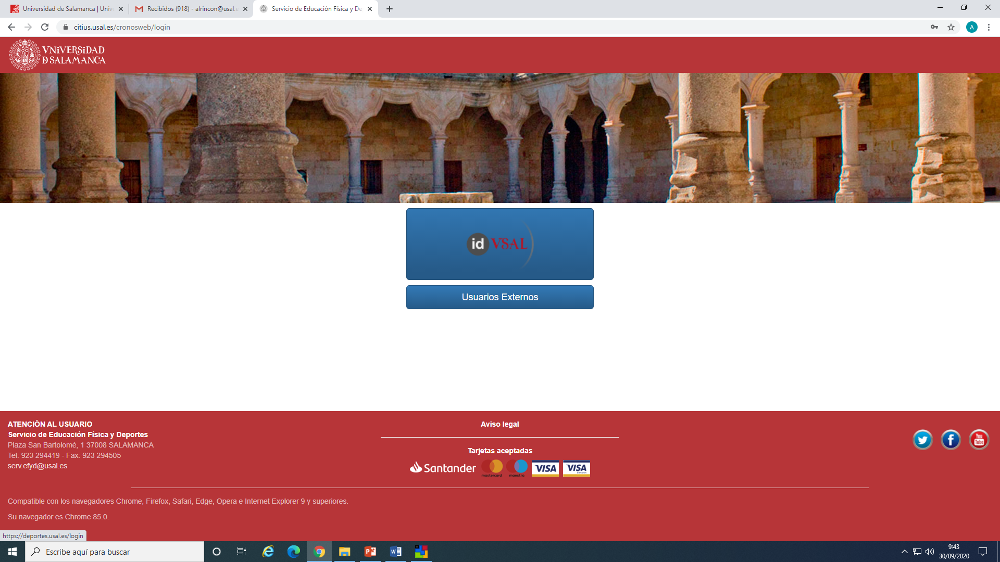 Universidad de Salamanca | Univ
Recibidos (918) - alrincon@usal.e
Servicio de Educación Física y De
citius.usal.es/cronosweb/login
A
VNiVERSiDAD
D SALAMANCA
id VSAL
Usuarios Externos
ATENCIÓN AL USUARIO
Servicio de Educación Física y Deportes
Plaza San Bartolomé, 1 37008 SALAMANCA
Tel: 923 294419 - Fax: 923 294505
serv.efyd@usal.es
Aviso legal
Tarjetas aceptadas
Santander
mastercard
maestro
VISA
VISA
Electron
You
Tube
Compatible con los navegadores Chrome, Firefox, Safari, Edge, Opera e Internet Explorer 9 y superiores.
Su navegador es Chrome 85.0.
https://deportes.usal.es/login
Escribe aquí para buscar
9:43
30/09/2020